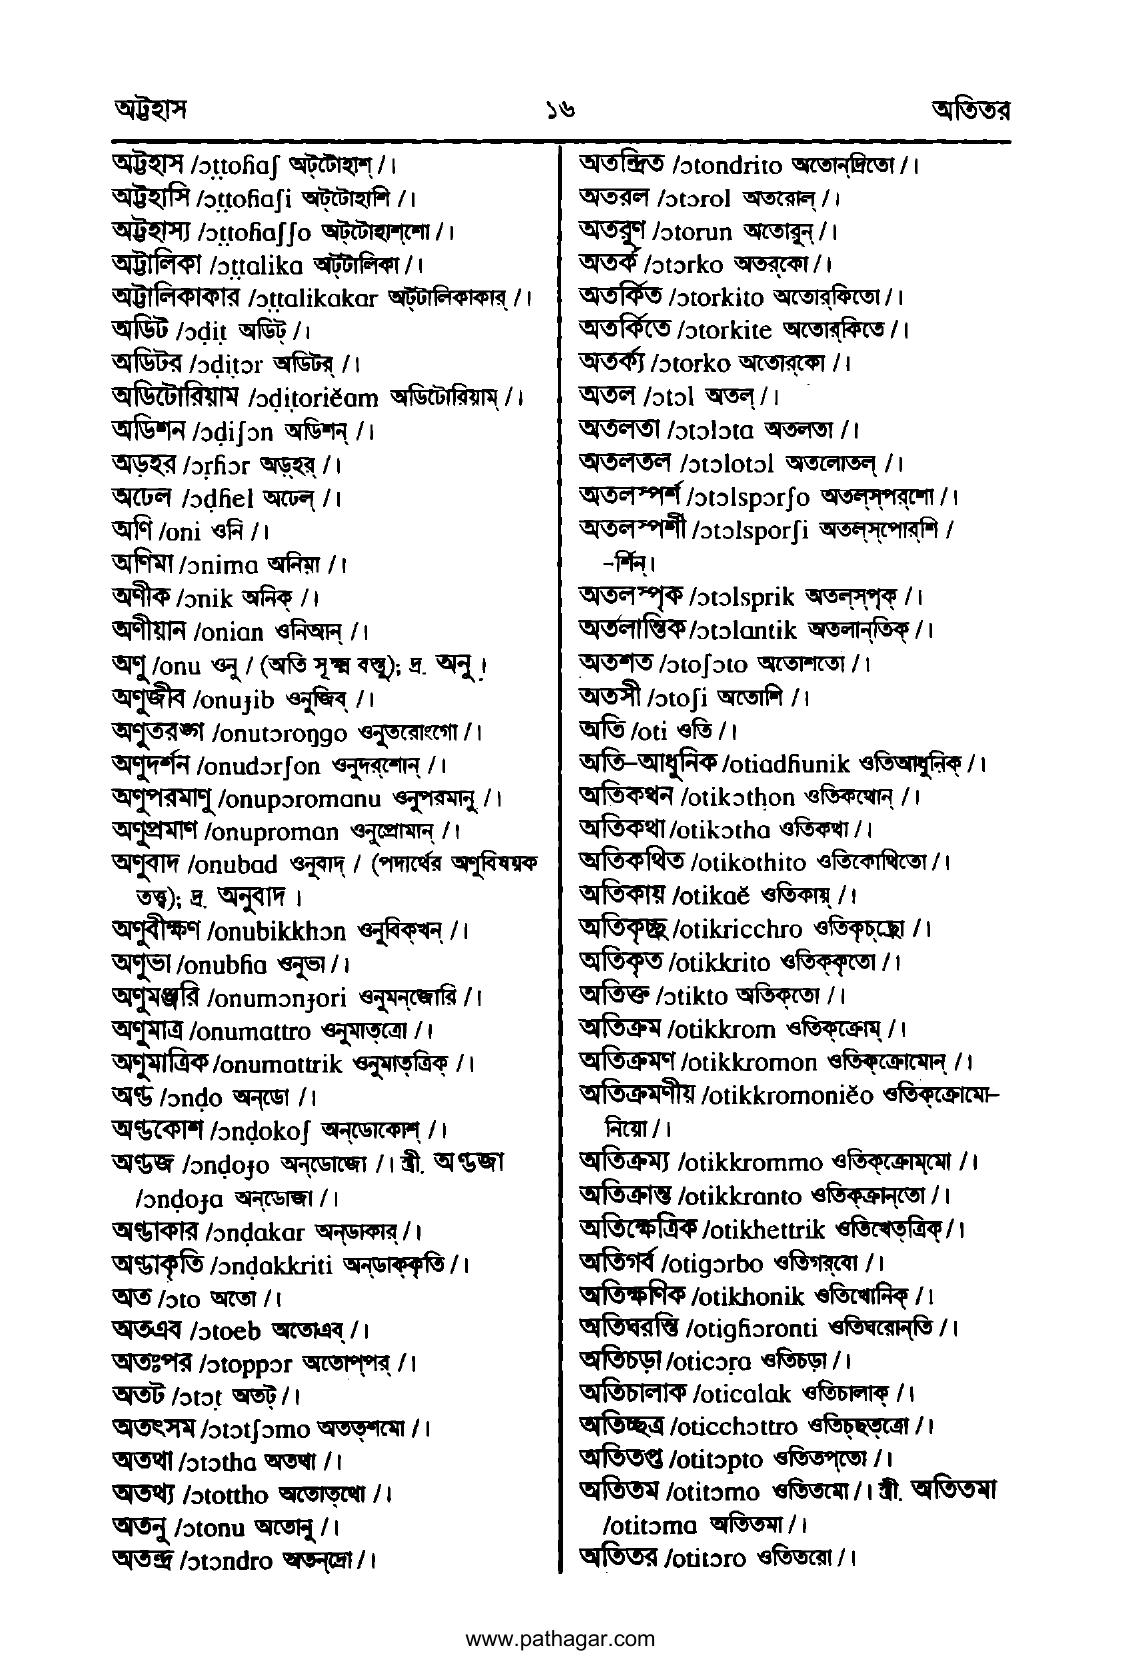 অট্টহাস ১৬ অতিতর
অট্টহাস /ɔṭṭoɦaʃ অট্‌টোহাশ্‌ /।
অট্টহাসি /ɔṭṭoɦaʃi অট্‌টোহাশি /।
অট্টহাস্য /ɔṭṭoɦaʃʃo অট্‌টোহাশ্‌শো /।
অট্টালিকা /ɔṭṭalika অট্‌টালিকা /।
অট্টালিকাকার /ɔṭṭalikakar অট্‌টালিকাকার্‌ /।
অডিট /ɔḍiṭ অডিট্‌ /।
অডিটর /ɔḍiṭɔr অডিটর্‌ /।
অডিটোরিয়াম /ɔḍiṭoriĕam অডিটোরিয়াম্‌ /।
অডিশন /ɔḍiʃɔn অডিশন্‌ /।
অড়হর /ɔṛɦɔr অড়্‌হর্‌ /।
অঢেল /ɔḍɦel অঢেল্‌ /।
অণি /oni ওনি /।
অণিমা /ɔnima অনিমা /।
অণীক /ɔnik অনিক্‌ /।
অণীয়ান /onian ওনিআন্‌ /।
অণু /onu ওনু / (অতি সূক্ষ্ম বস্তু); দ্র. অনু।
অণুজীব /onuɟib ওনুজিব্‌ /।
অণুতরঙ্গ /onutɔroŋgo ওনুতরোংগো /।
অণুদর্শন /onudɔrʃon ওনুদর্‌শোন্‌ /।
অণুপরমাণু /onupɔromanu ওনুপরমানু /।
অণুপ্রমাণ /onuproman ওনুপ্রোমান্‌ /।
অণুবাদ /onubad ওনুবাদ্‌ / (পদার্থের অণুবিষয়ক
তত্ত্ব); দ্র. অনুবাদ ।
অণুবীক্ষণ /onubikkhɔn ওনুবিক্‌খন্‌ /।
অণুভা /onubɦa ওনুভা /।
অণুমঞ্জরি /onumɔnɟori ওনুমন্‌জোরি /।
অণুমাত্র /onumattro ওনুমাত্‌ত্রো /।
অণুমাত্রিক /onumattrik ওনুমাত্‌ত্রিক্‌ /।
অণ্ড /ɔnḍo অন্‌ডো /।
অণ্ডকোশ /ɔnḍokoʃ অন্‌ডোকোশ্‌ /।
অণ্ডজ /ɔnḍoɟo অন্‌ডোজো /। স্ত্রী. অণ্ডজা
/ɔnḍoɟa অন্‌ডোজা /।
অণ্ডাকার /ɔnḍakar অন্‌ডাকার্‌ /।
অণ্ডাকৃতি /ɔnḍakkriti অন্‌ডাক্‌কৃতি /।
অত /ɔto অতো /।
অতএব /ɔtoeb অতোএব্‌ /।
অতঃপর /ɔtoppɔr অতোপ্‌পর্‌ /।
অতট /ɔtɔṭ অতট্‌ /।
অতৎসম /ɔtɔtʃɔmo অতত্‌শমো /।
অতথা /ɔtɔtha অতথা /।
অতথ্য /ɔtottho অতোত্‌থো /।
অতনু /ɔtonu অতোনু /।
অতন্দ্র /ɔtɔndro অতন্‌দ্রো /।
অতন্দ্রিত /ɔtondrito অতোন্‌দ্রিতো /।
অতরল /ɔtɔrol অতরোল্‌ /।
অতরুণ /ɔtorun অতোরুন্‌ /।
অতর্ক /ɔtɔrko অতর্‌কো /।
অতর্কিত /ɔtorkito অতোর্‌কিতো /।
অতর্কিতে /ɔtorkite অতোর্‌কিতে /।
অতর্ক্য /ɔtorko অতোর্‌কো /।
অতল /ɔtɔl অতল্‌ /।
অতলতা /ɔtɔlɔta অতলতা /।
অতলতল /ɔtɔlotɔl অতলোতল্‌ /।
অতলস্পর্শ /ɔtɔlspɔrʃo অতল্‌স্‌পর্‌শো /।
অতলস্পর্শী /ɔtɔlsporʃi অতল্‌স্‌পোর্‌শি /
-র্শিন্‌।
অতলস্পৃক /ɔtɔlsprik অতল্‌স্‌পৃক্‌ /।
অতলান্তিক /ɔtɔlantik অতলান্‌তিক্‌ /।
অতশত /ɔtoʃɔto অতোশতো /।
অতসী /ɔtoʃi অতোশি /।
অতি /oti ওতি /।
অতি-আধুনিক /otiadɦunik ওতিআধুনিক্‌ /।
অতিকথন /otikɔthon ওতিকথোন্‌ /।
অতিকথা /otikɔtha ওতিকথা /।
অতিকথিত /otikothito ওতিকোথিতো /।
অতিকায় /otikaĕ ওতিকায়্‌ /।
অতিকৃচ্ছ্র /otikricchro ওতিকৃচ্‌ছ্রো /।
অতিকৃত /otikkrito ওতিক্‌কৃতো /।
অতিক্ত /ɔtikto অতিক্‌তো /।
অতিক্রম /otikkrom ওতিক্‌ক্রোম্‌ /।
অতিক্রমণ /otikkromon ওতিক্‌ক্রোমোন্‌ /।
অতিক্রমণীয় /otikkromoniĕo ওতিক্‌ক্রোমো-
নিয়ো /।
অতিক্রম্য /otikkrommo ওতিক্‌ক্রোম্‌মো /।
অতিক্রান্ত /otikkranto ওতিক্‌ক্রান্‌তো /।
অতিক্ষেত্রিক /otikhettrik ওতিখেত্‌ত্রিক্‌ /।
অতিগর্ব /otigɔrbo ওতিগর্‌বো /।
অতিক্ষণিক /otikhonik ওতিখোনিক্‌ /।
অতিঘরন্তি /otigɦɔronti ওতিঘরোন্‌তি /।
অতিচড়া /oticɔṛa ওতিচড়া /।
অতিচালাক /oticalak ওতিচালাক্‌ /।
অতিচ্ছত্র /oticchɔttro ওতিচ্‌ছত্‌ত্রো /।
অতিতপ্ত /otitɔpto ওতিতপ্‌তো /।
অতিতম /otitɔmo ওতিতমো /। স্ত্রী. অতিতমা
/otitɔma অতিতমা /।
অতিতর /otitɔro ওতিতরো /।
www.pathagar.com